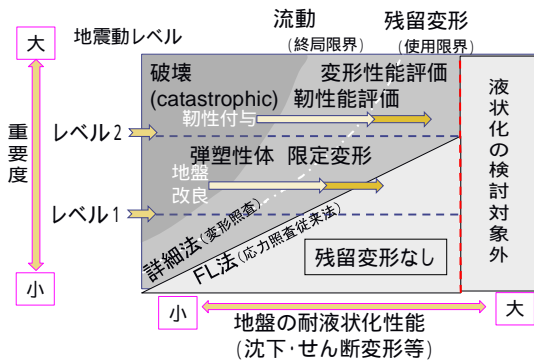 流動
(終局限界)
残留変形
(使用限界)
大
地震動レベル
破壊
(catastrophic)
変形性能評価
靭性能評価
靭性付与
重要度
レベル2
弾塑性体 限定変形
地盤
改良
レベル1
詳細法(変形照査)
FL法(応力照査従来法)
残留変形なし
液状化の検討対象外
小
小
大
地盤の耐液状化性能
(沈下・せん断変形等)